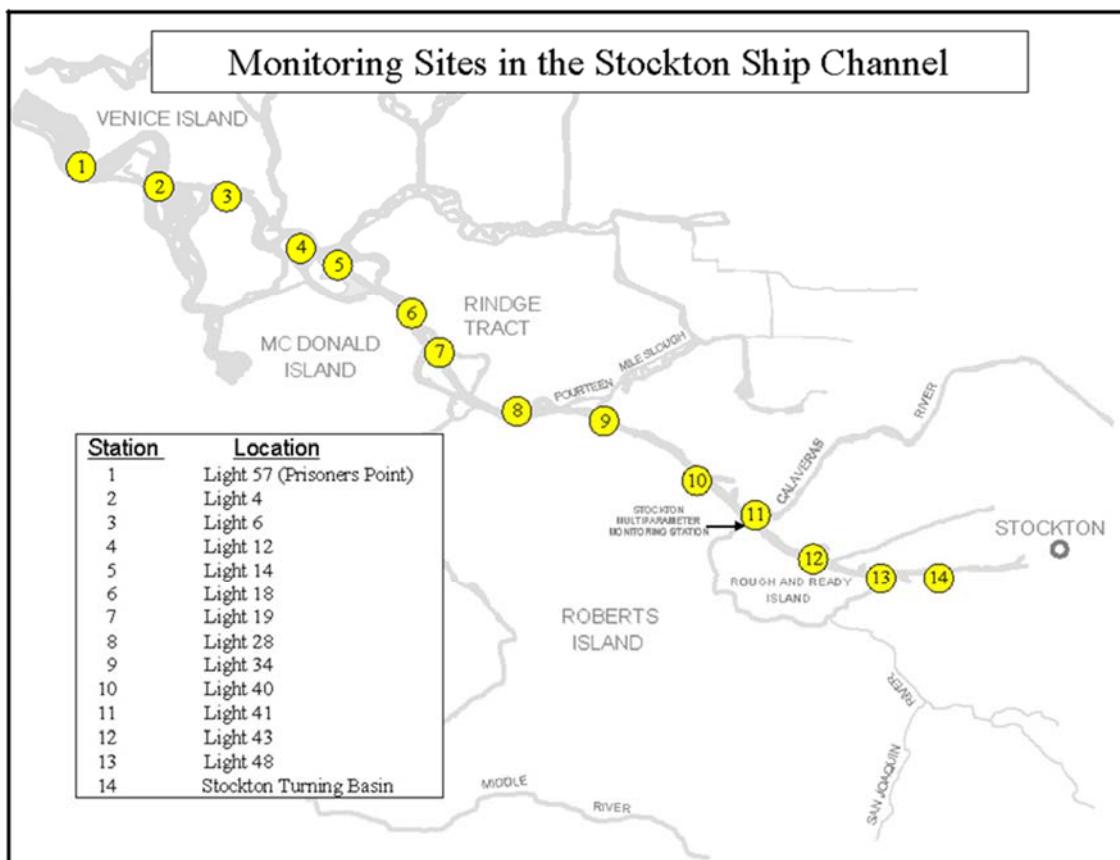 Monitoring Sites in the Stockton Ship Channel
VENICE ISLAND
1
2
3
4
5
6
RINDGE
TRACT
7
MC DONALD
ISLAND
8
FOURTEEN MILE SLOUGH
9
10
CALAVERAS RIVER
11
STOCKTON
MULTIPARAMETER
MONITORING STATION
STOCKTON
12
13
14
ROUGH AND READY
ISLAND
ROBERTS
ISLAND
SAN JOAQUIN RIVER
MIDDLE RIVER
Station Location
1 Light 57 (Prisoners Point)
2 Light 4
3 Light 6
4 Light 12
5 Light 14
6 Light 18
7 Light 19
8 Light 28
9 Light 34
10 Light 40
11 Light 41
12 Light 43
13 Light 48
14 Stockton Turning Basin